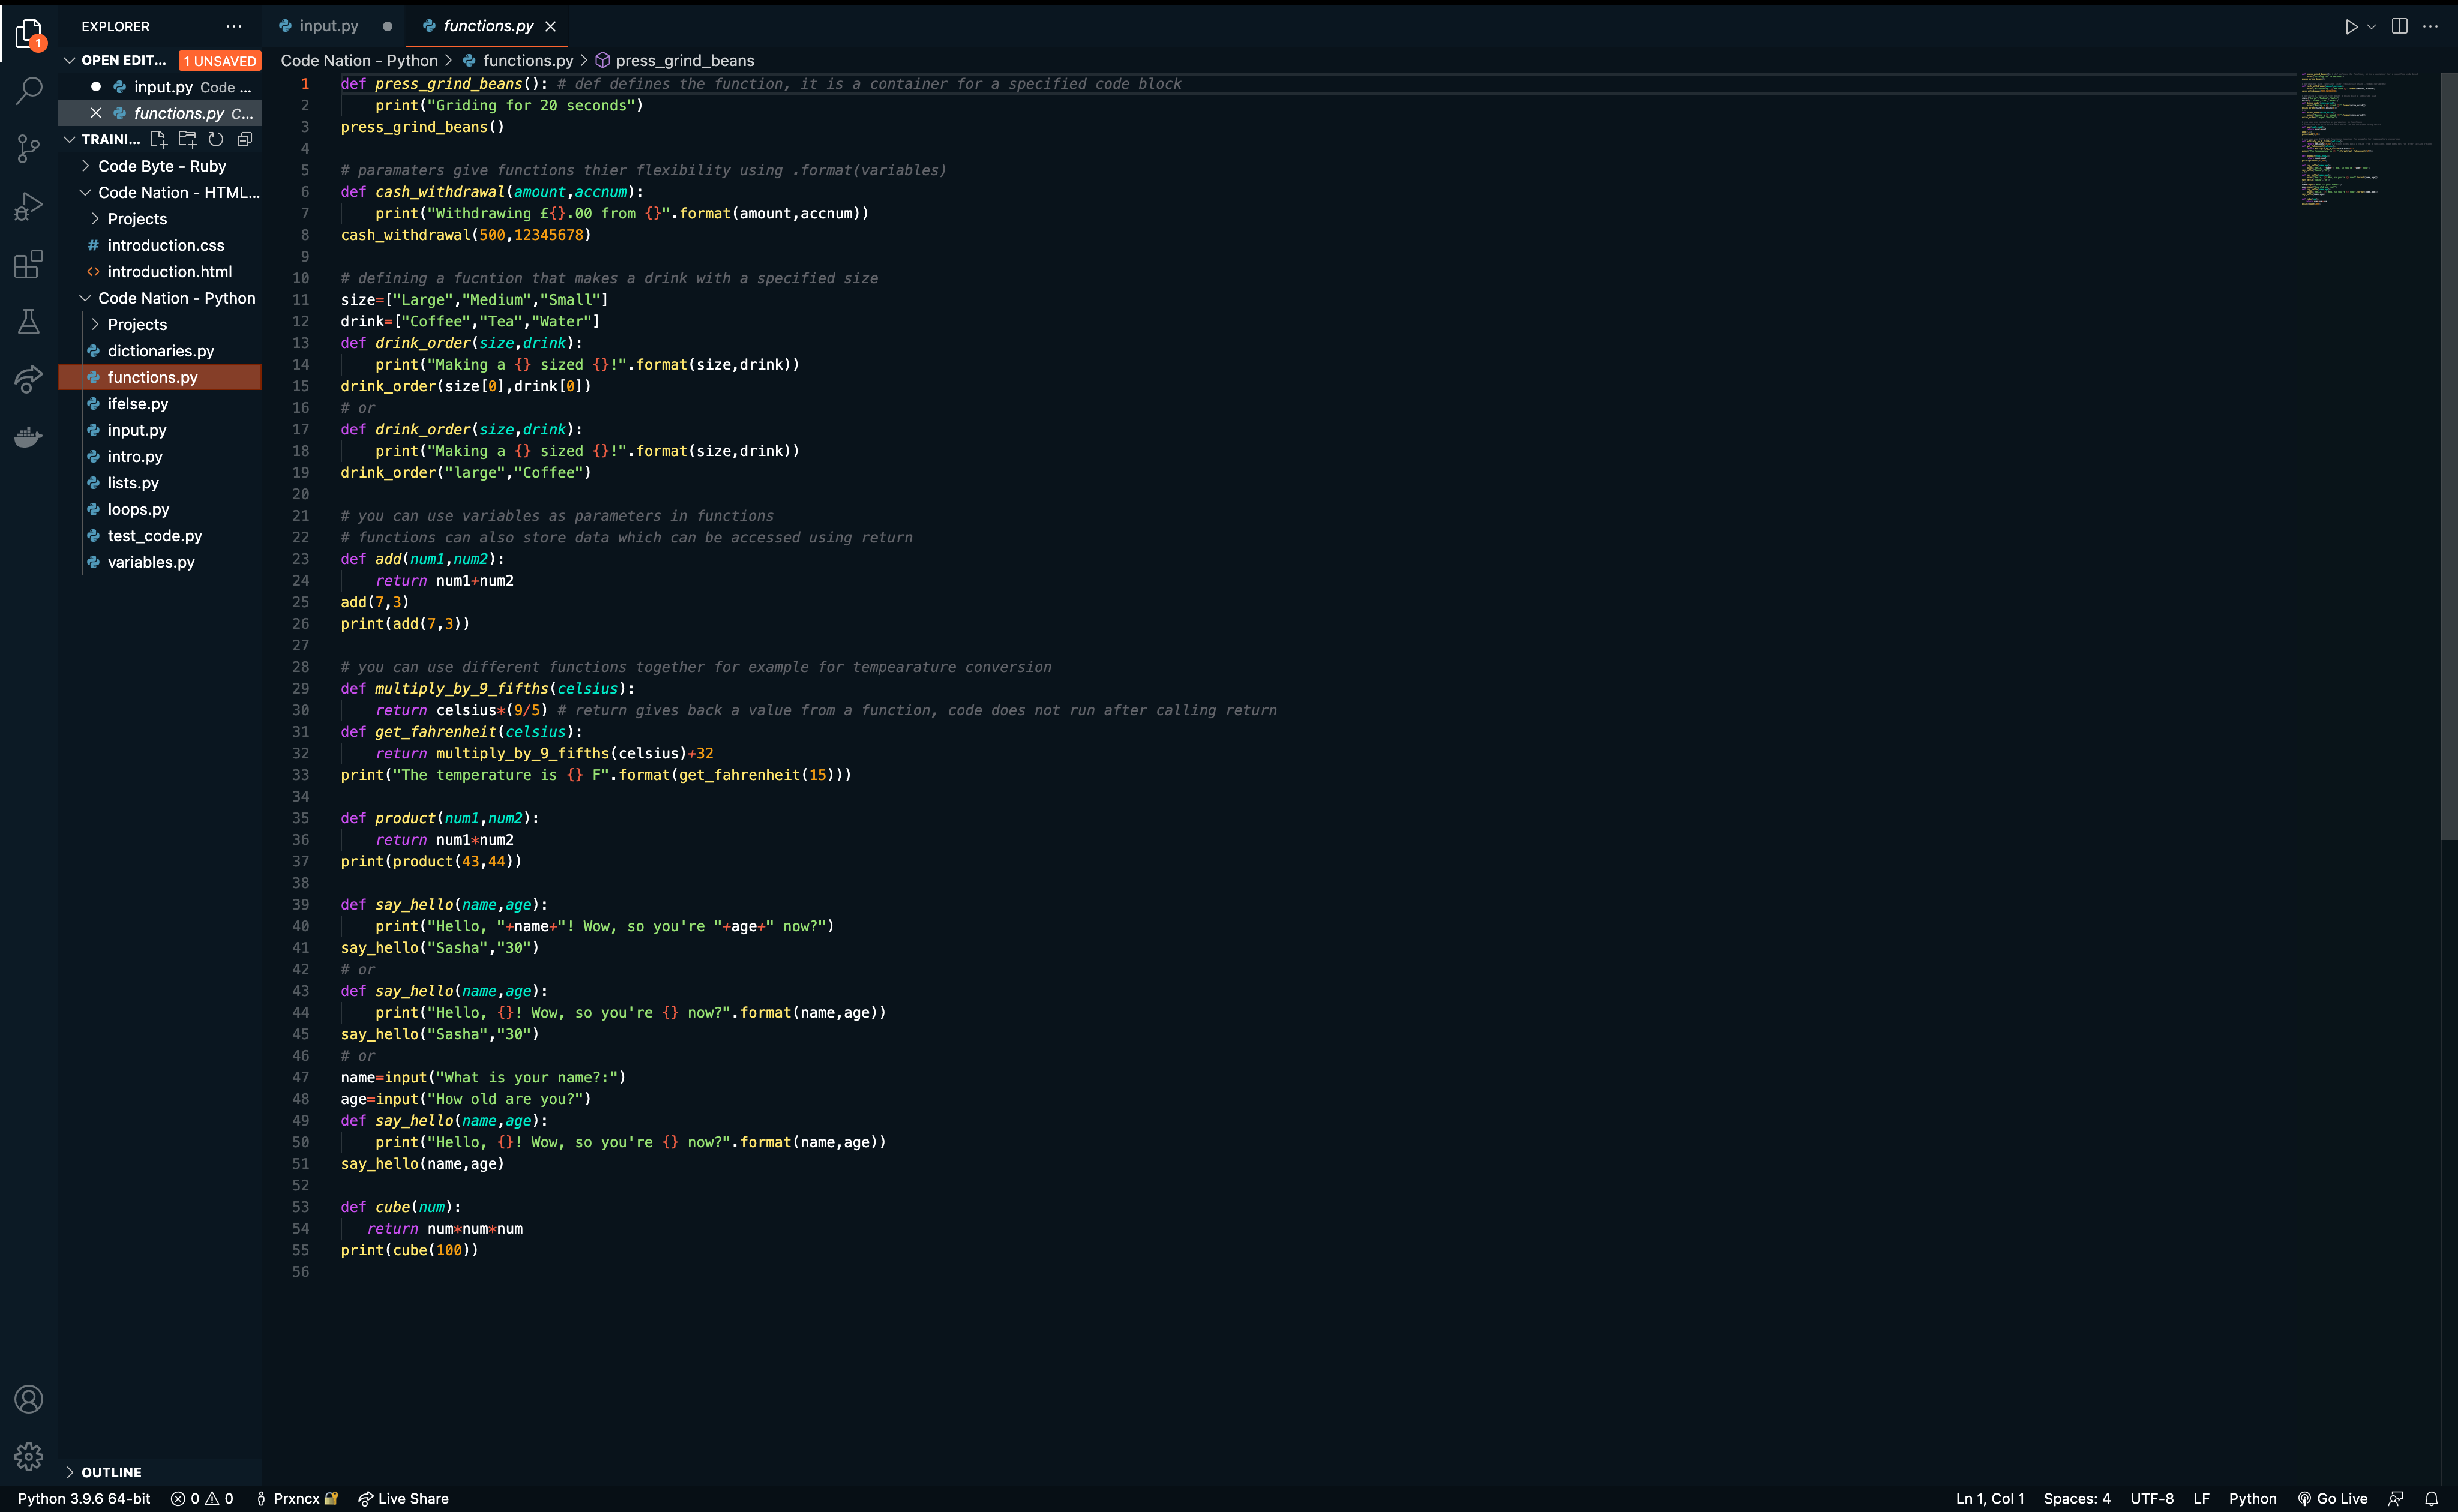 EXPLORER
1
OPEN EDIT... 1 UNSAVED
input.py Code ...
functions.py C...
TRAINI...
Code Byte - Ruby
Code Nation - HTML...
Projects
introduction.css
introduction.html
Code Nation - Python
Projects
dictionaries.py
functions.py
ifelse.py
input.py
intro.py
lists.py
loops.py
test_code.py
variables.py
OUTLINE
input.py functions.py
Code Nation - Python > functions.py > press_grind_beans
1 def press_grind_beans(): # def defines the function, it is a container for a specified code block
2 print("Griding for 20 seconds")
3 press_grind_beans()
4
5 # paramaters give functions thier flexibility using .format(variables)
6 def cash_withdrawal(amount,accnum):
7 print("Withdrawing £{}.00 from {}".format(amount,accnum))
8 cash_withdrawal(500,12345678)
9
10 # defining a fucntion that makes a drink with a specified size
11 size=["Large","Medium","Small"]
12 drink=["Coffee","Tea","Water"]
13 def drink_order(size,drink):
14 print("Making a {} sized {}!".format(size,drink))
15 drink_order(size[0],drink[0])
16 # or
17 def drink_order(size,drink):
18 print("Making a {} sized {}!".format(size,drink))
19 drink_order("large","Coffee")
20
21 # you can use variables as parameters in functions
22 # functions can also store data which can be accessed using return
23 def add(num1,num2):
24 return num1+num2
25 add(7,3)
26 print(add(7,3))
27
28 # you can use different functions together for example for tempearature conversion
29 def multiply_by_9_fifths(celsius):
30 return celsius*(9/5) # return gives back a value from a function, code does not run after calling return
31 def get_fahrenheit(celsius):
32 return multiply_by_9_fifths(celsius)+32
33 print("The temperature is {} F".format(get_fahrenheit(15)))
34
35 def product(num1,num2):
36 return num1*num2
37 print(product(43,44))
38
39 def say_hello(name,age):
40 print("Hello, "+name+"! Wow, so you're "+age+" now?")
41 say_hello("Sasha","30")
42 # or
43 def say_hello(name,age):
44 print("Hello, {}! Wow, so you're {} now?".format(name,age))
45 say_hello("Sasha","30")
46 # or
47 name=input("What is your name?:")
48 age=input("How old are you?")
49 def say_hello(name,age):
50 print("Hello, {}! Wow, so you're {} now?".format(name,age))
51 say_hello(name,age)
52
53 def cube(num):
54 return num*num*num
55 print(cube(100))
56
Python 3.9.6 64-bit 0 0 Prxncx Live Share Ln 1, Col 1 Spaces: 4 UTF-8 LF Python Go Live